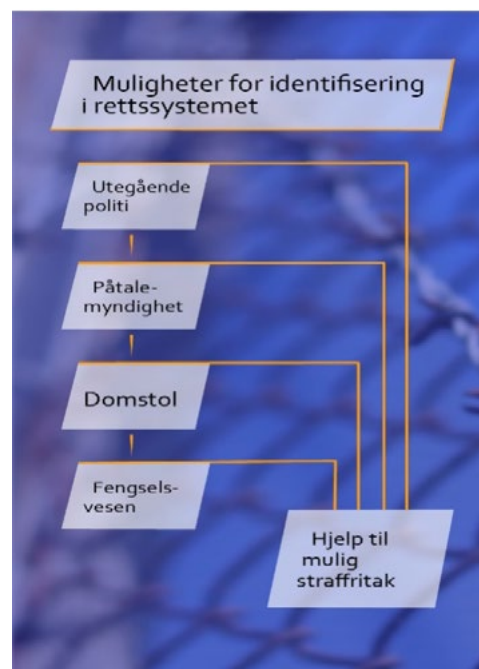 Muligheter for identifisering
i rettssystemet
Utegående
politi
Påtale-
myndighet
Domstol
Fengsels-
vesen
Hjelp til
mulig
straffritak